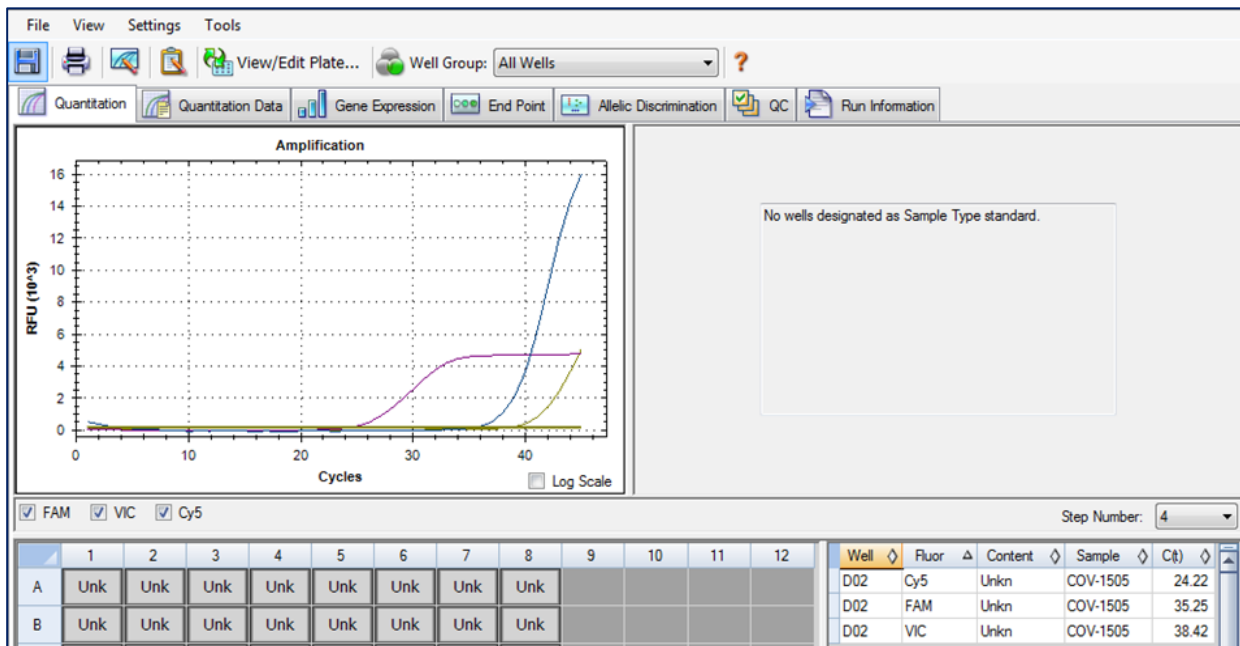 File View Settings Tools
View/Edit Plate... Well Group: All Wells ?
Quantitation Quantitation Data Gene Expression End Point Allelic Discrimination QC Run Information
Amplification
16
14
12
10
8
6
4
2
0
RFU (10^3)
0 10 20 30 40
Cycles
Log Scale
No wells designated as Sample Type standard.
FAM VIC Cy5 Step Number: 4
1 2 3 4 5 6 7 8 9 10 11 12
A Unk Unk Unk Unk Unk Unk Unk Unk
B Unk Unk Unk Unk Unk Unk Unk Unk
Well Fluor Content Sample C(t)
D02 Cy5 Unkn COV-1505 24.22
D02 FAM Unkn COV-1505 35.25
D02 VIC Unkn COV-1505 38.42